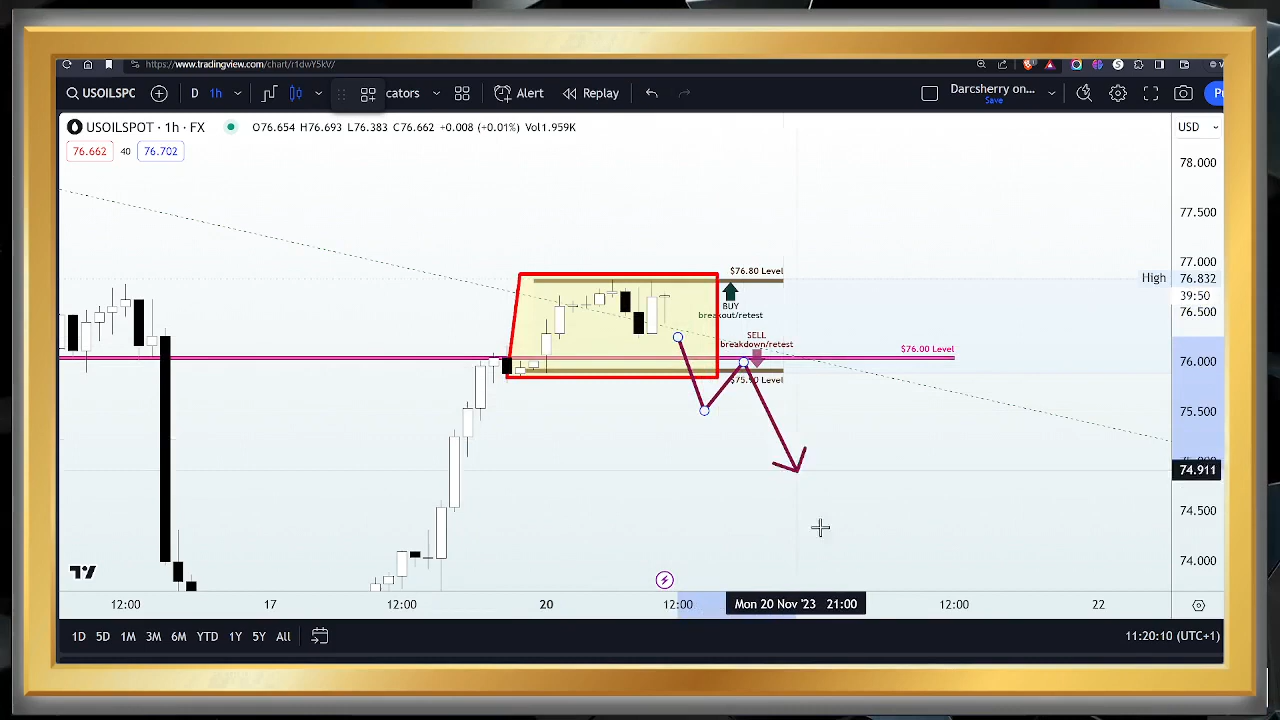 https://www.tradingview.com/chart/r1dwY5kV/
USOILSPC D 1h cators Alert Replay Darcsherry on...
Save
USOILSPOT · 1h · FX O76.654 H76.693 L76.383 C76.662 +0.008 (+0.01%) Vol1.959K USD
76.662 40 76.702
78.000
77.500
77.000
$76.80 Level
High 76.832
39:50
BUY
breakout/retest
76.500
SELL
breakdown/retest
$76.00 Level
76.000
75.500
74.911
74.500
74.000
12:00 17 12:00 20 12:00 Mon 20 Nov '23 21:00 12:00 22
1D 5D 1M 3M 6M YTD 1Y 5Y All 11:20:10 (UTC+1)